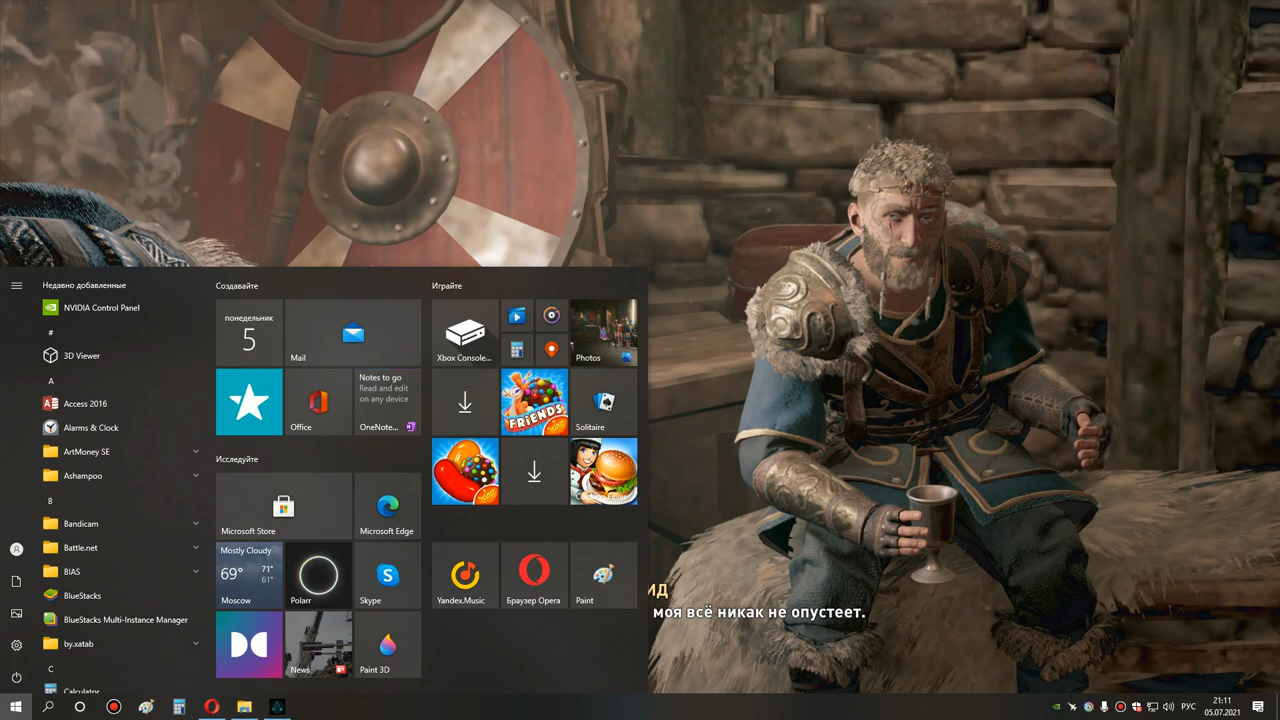 Недавно добавленные
NVIDIA Control Panel
#
3D Viewer
A
Access 2016
Alarms & Clock
ArtMoney SE
Ashampoo
B
Bandicam
Battle.net
BIAS
BlueStacks
BlueStacks Multi-Instance Manager
by.xatab
C
Calculator
Создавайте
понедельник
5
Mail
Office
Notes to go
Read and edit
on any device
OneNote...
Исследуйте
Microsoft Store
Microsoft Edge
Mostly Cloudy
69° 71°
61°
Moscow
Polarr
Skype
News
Paint 3D
Играйте
Xbox Console...
Photos
FRIENDS
King
Solitaire
King
Cooking Fever
Yandex.Music
Браузер Opera
Paint
ИД
моя всё никак не опустеет.
РУС
21:11
05.07.2021